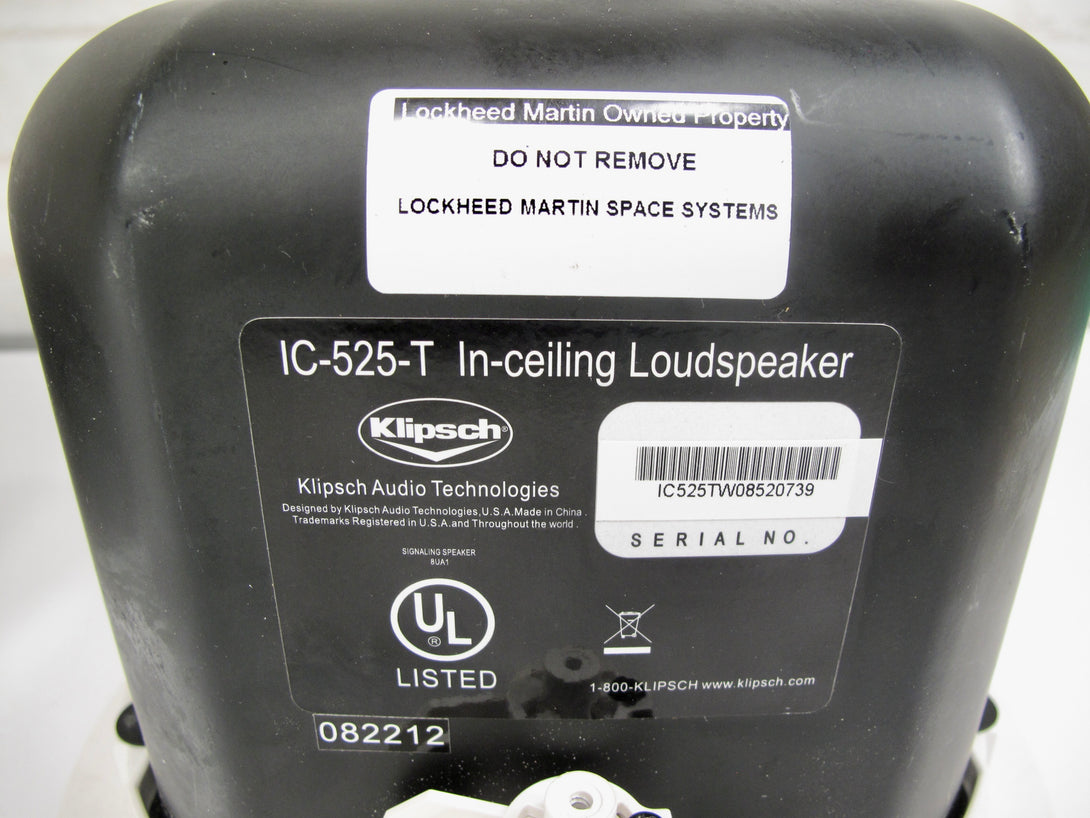 Lockheed Martin Owned Property
DO NOT REMOVE
LOCKHEED MARTIN SPACE SYSTEMS
IC-525-T In-ceiling Loudspeaker
Klipsch®
Klipsch Audio Technologies
Designed by Klipsch Audio Technologies,U.S.A.Made in China .
Trademarks Registered in U.S.A.and Throughout the world .
IC525TW08520739
SERIAL NO.
SIGNALING SPEAKER
8UA1
UL
®
LISTED
1-800-KLIPSCH www.klipsch.com
082212